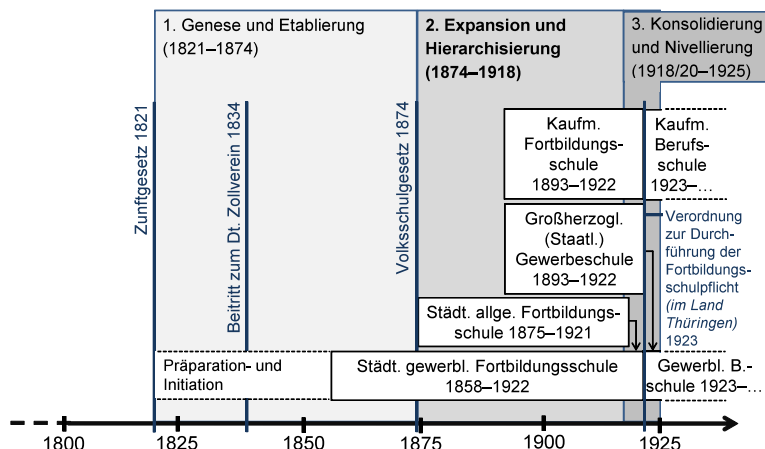 1. Genese und Etablierung
(1821–1874)
2. Expansion und
Hierarchisierung
(1874–1918)
3. Konsolidierung
und Nivellierung
(1918/20–1925)
Zunftgesetz 1821
Beitritt zum Dt. Zollverein 1834
Volksschulgesetz 1874
Kaufm.
Fortbildungs-
schule
1893–1922
Kaufm.
Berufs-
schule
1923–...
Großherzogl.
(Staatl.)
Gewerbeschule
1893–1922
Verordnung
zur Durch-
führung der
Fortbildungs-
schulpflicht
(im Land
Thüringen)
1923
Städt. allge. Fortbildungs-
schule 1875–1921
Präparation- und
Initiation
Städt. gewerbl. Fortbildungsschule
1858–1922
Gewerbl. B.-
schule 1923–...
1800
1825
1850
1875
1900
1925